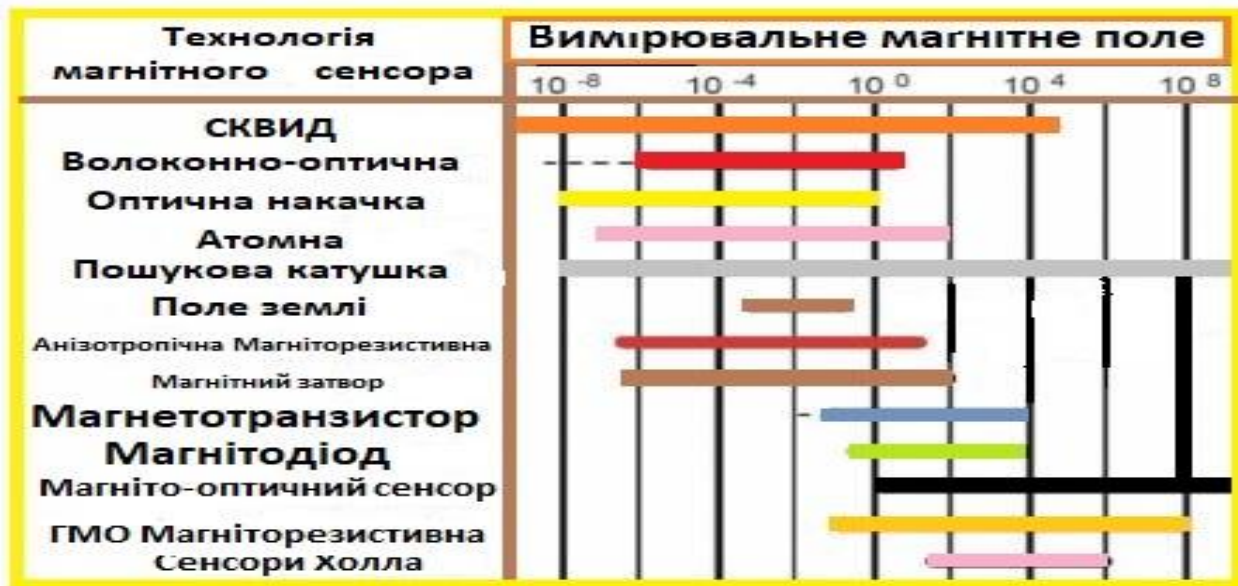 Технологія
магнітного сенсора
Вимірювальне магнітне поле
10 -8 10 -4 10 0 10 4 10 8
СКВИД
Волоконно-оптична
Оптична накачка
Атомна
Пошукова катушка
Поле землі
Анізотропічна Магніторезистивна
Магнітний затвор
Магнетотранзистор
Магнітодіод
Магніто-оптичний сенсор
ГМО Магніторезистивна
Сенсори Холла